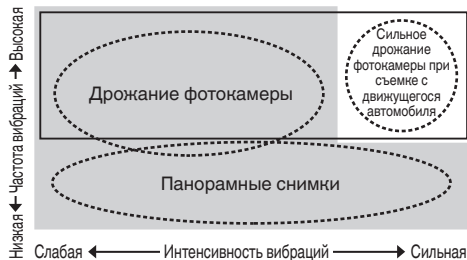 Низкая ← Частота вибраций → Высокая
Дрожание фотокамеры
Сильное
дрожание
фотокамеры при
съемке с
движущегося
автомобиля
Панорамные снимки
Слабая ← Интенсивность вибраций → Сильная